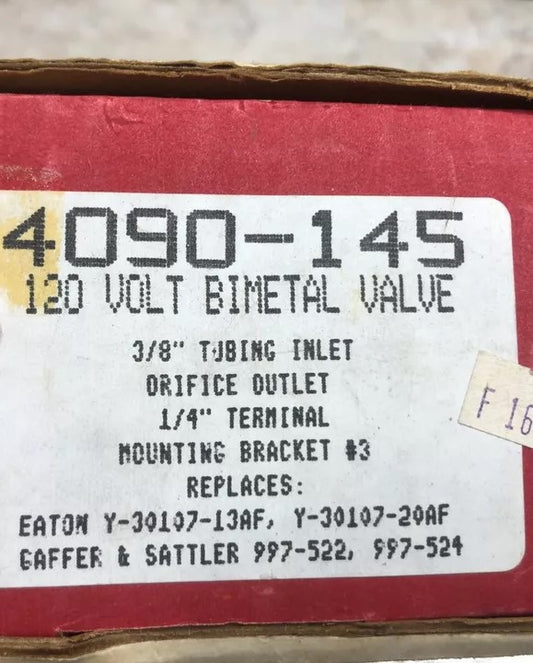 4090-145
120 VOLT BIMETAL VALVE
3/8" TUBING INLET
ORIFICE OUTLET
1/4" TERMINAL
MOUNTING BRACKET #3
REPLACES:
EATON Y-30107-13AF, Y-30107-20AF
GAFFER & SATTLER 997-522, 997-524
F 16